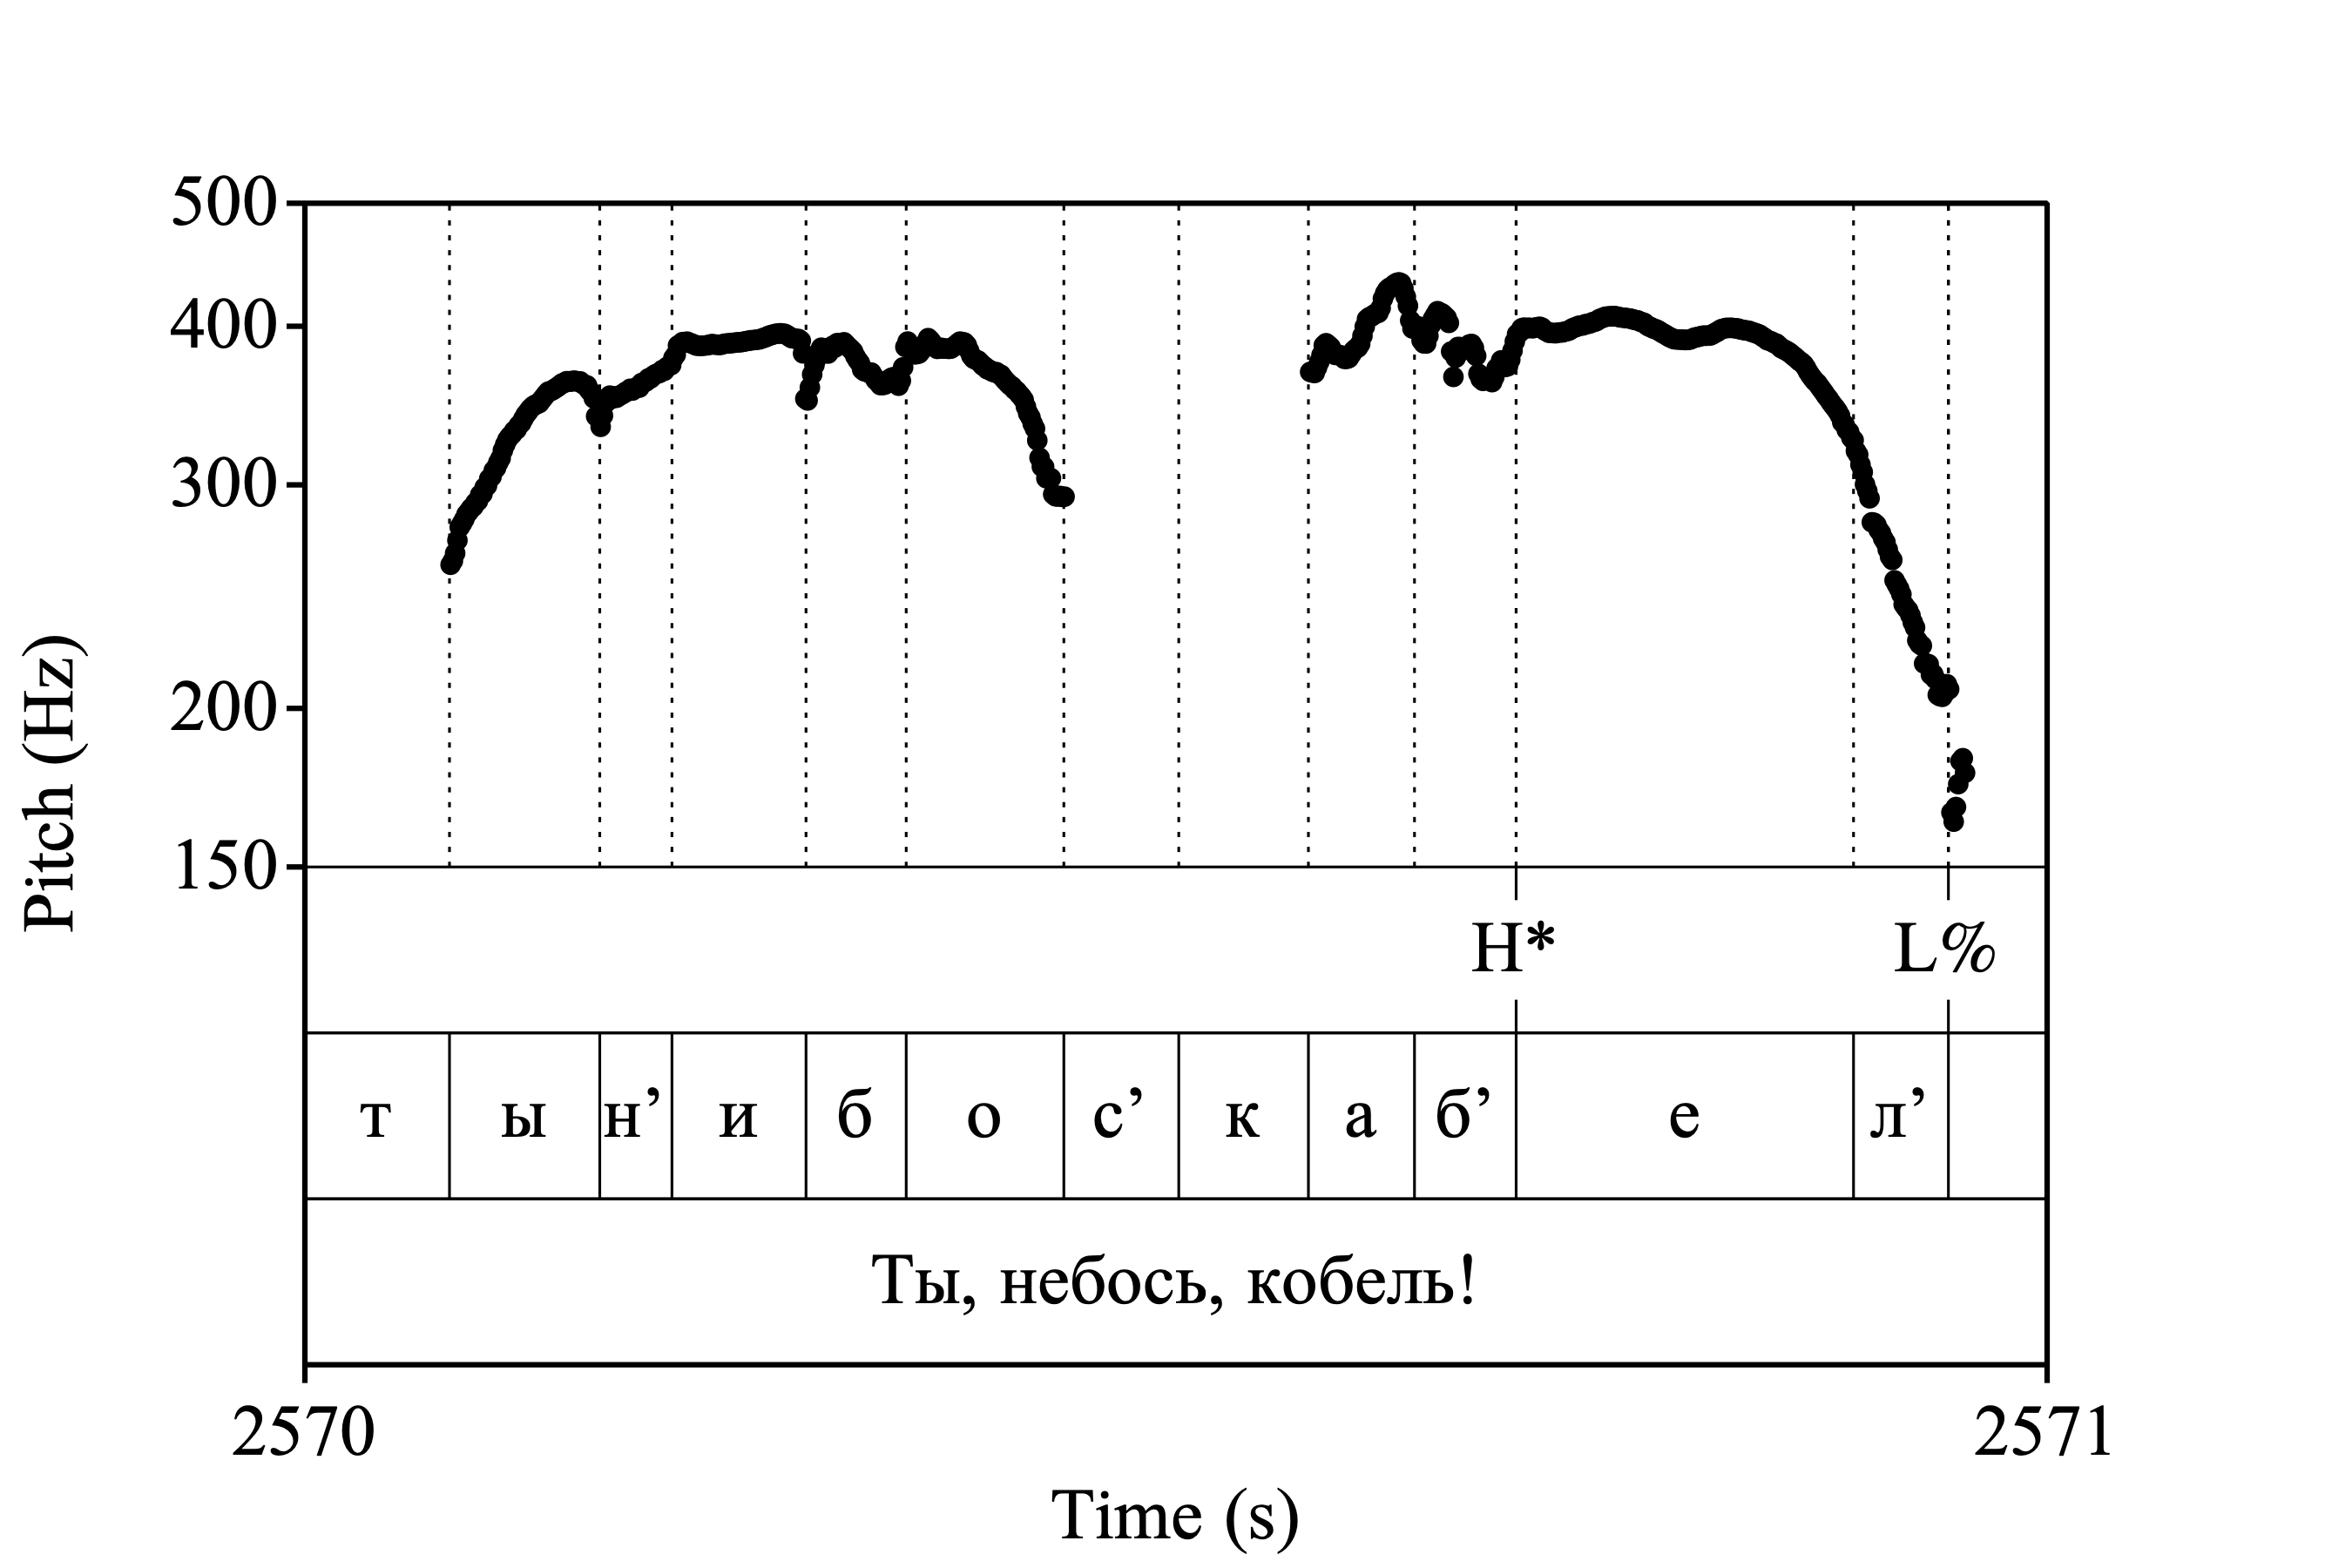 500
400
300
200
150
Pitch (Hz)
H* L%
т ы н’ и б о с’ к а б’ е л’
Ты, небось, кобель!
2570 2571
Time (s)